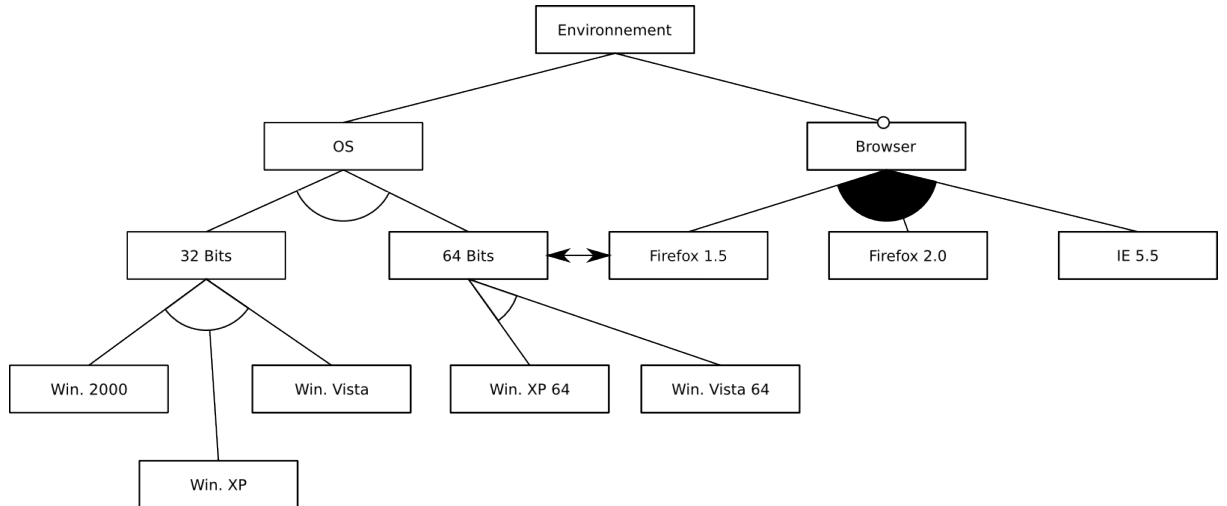 Environnement
OS
Browser
32 Bits
64 Bits
Firefox 1.5
Firefox 2.0
IE 5.5
Win. 2000
Win. Vista
Win. XP 64
Win. Vista 64
Win. XP